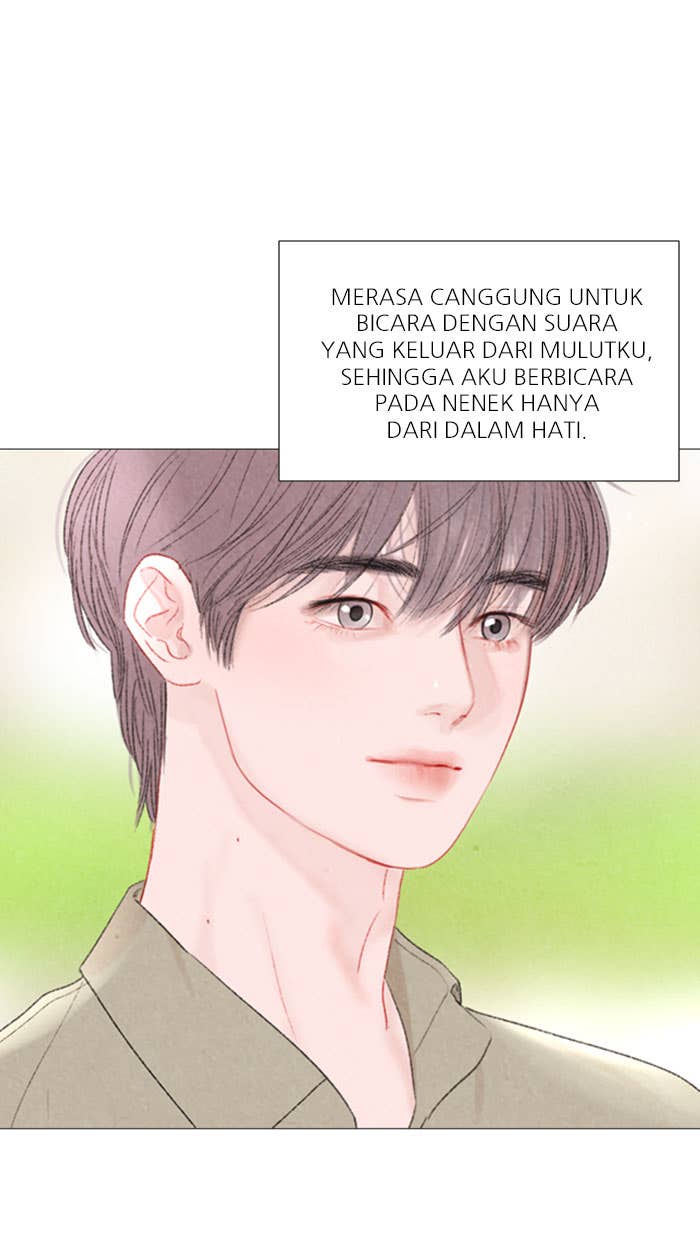 MERASA CANGGUNG UNTUK
BICARA DENGAN SUARA
YANG KELUAR DARI MULUTKU,
SEHINGGA AKU BERBICARA
PADA NENEK HANYA
DARI DALAM HATI.